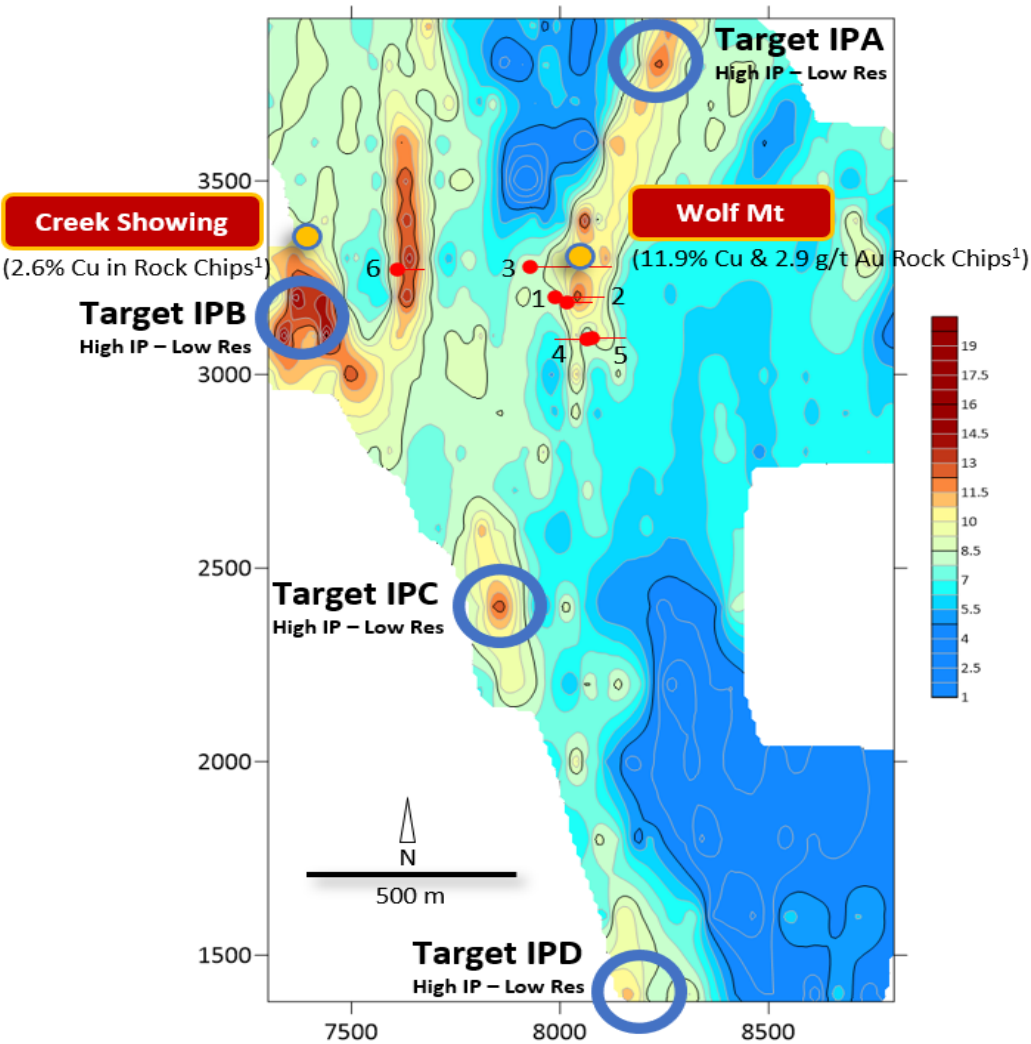 Target IPA
High IP – Low Res
3500
Creek Showing
Wolf Mt
(2.6% Cu in Rock Chips¹)
6
3
(11.9% Cu & 2.9 g/t Au Rock Chips¹)
1
2
Target IPB
High IP – Low Res
4
5
3000
19
17.5
16
14.5
13
11.5
10
8.5
7
5.5
4
2.5
1
2500
Target IPC
High IP – Low Res
2000
N
500 m
Target IPD
High IP – Low Res
1500
7500
8000
8500